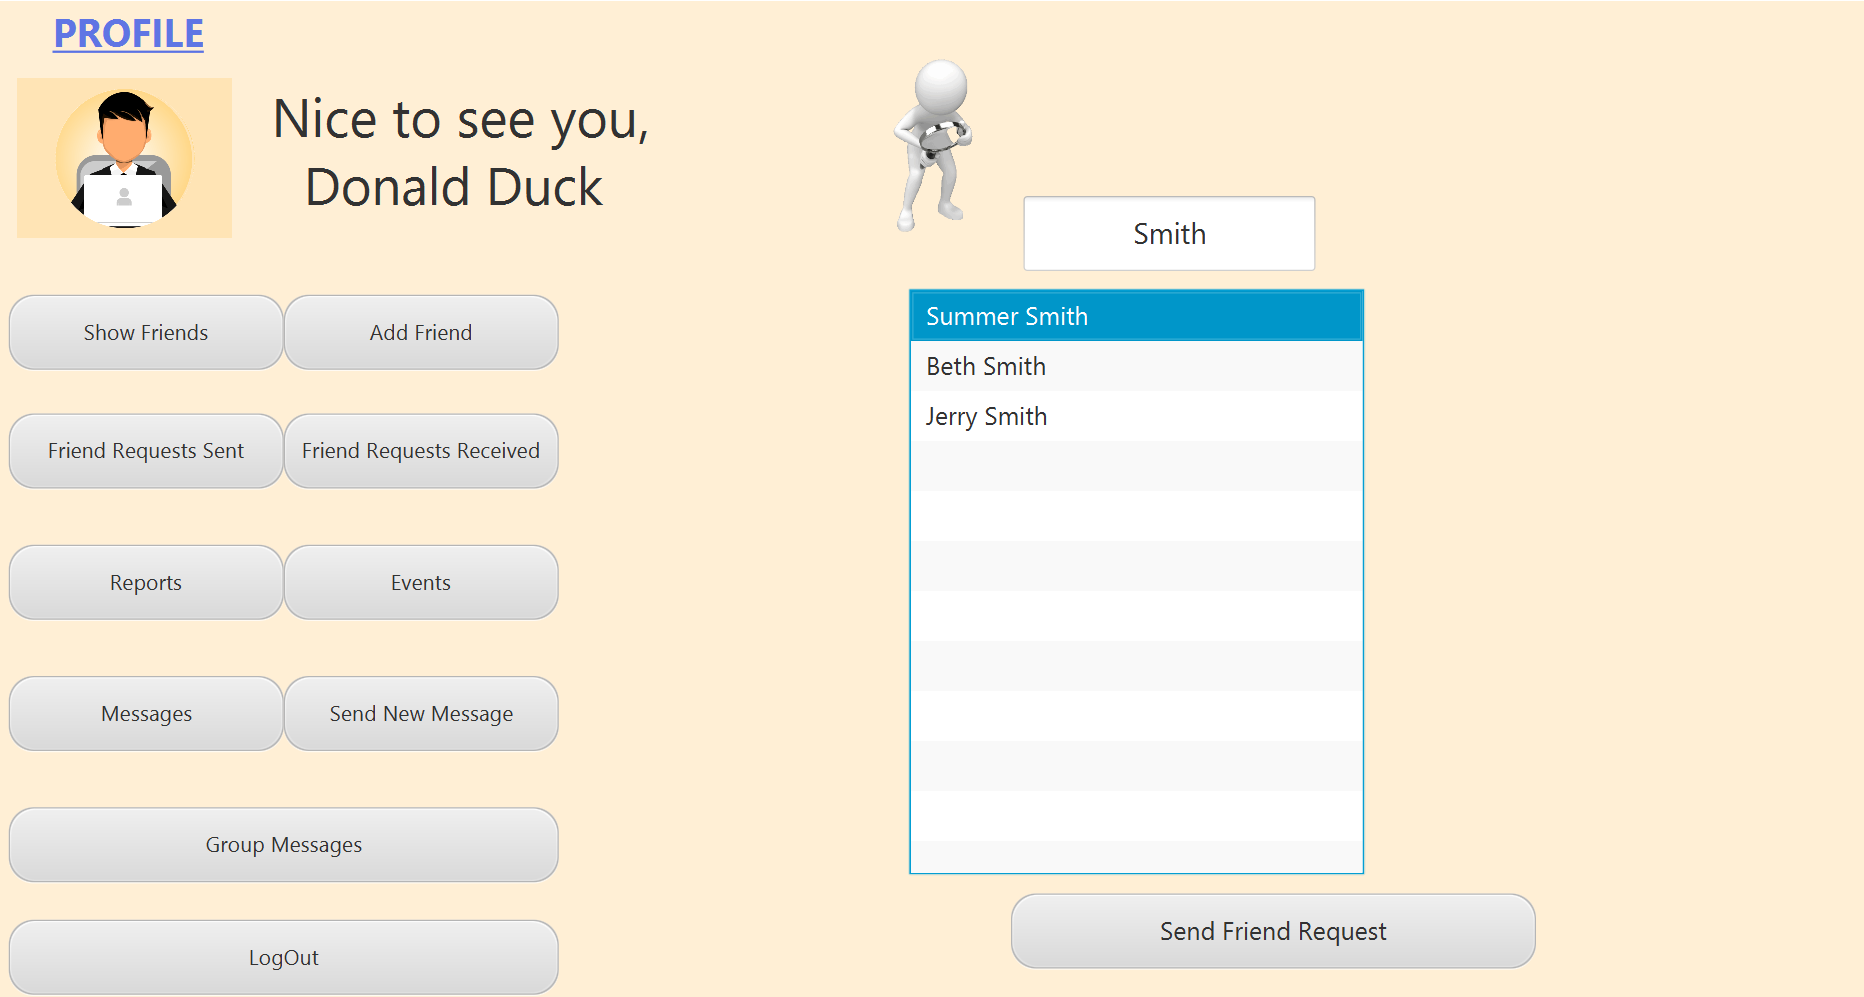 PROFILE
Nice to see you,
Donald Duck
Show Friends
Add Friend
Friend Requests Sent
Friend Requests Received
Reports
Events
Messages
Send New Message
Group Messages
LogOut
Smith
Summer Smith
Beth Smith
Jerry Smith
Send Friend Request